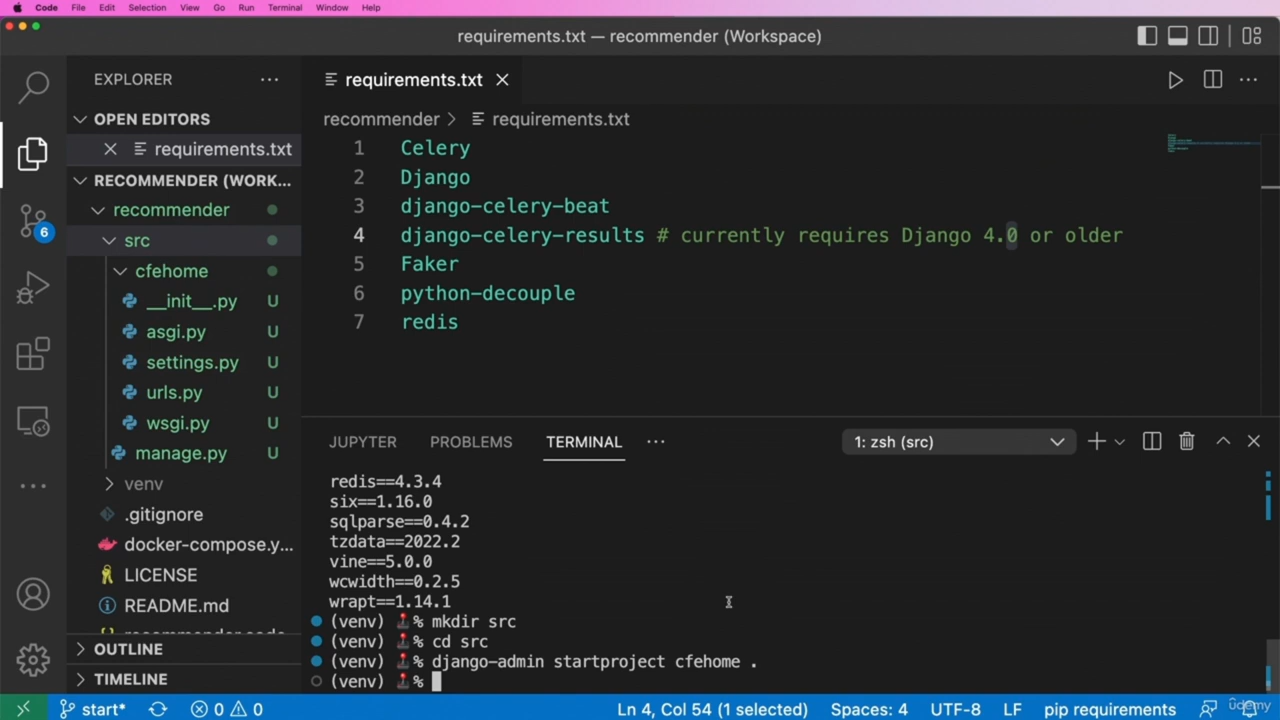 Code File Edit Selection View Go Run Terminal Window Help
requirements.txt — recommender (Workspace)
EXPLORER
requirements.txt
OPEN EDITORS
recommender > requirements.txt
requirements.txt
RECOMMENDER (WORK...
recommender
src
cfehome
__init__.py U
asgi.py U
settings.py U
urls.py U
wsgi.py U
manage.py U
venv
.gitignore
docker-compose.y...
LICENSE
README.md
OUTLINE
TIMELINE
6
1 Celery
2 Django
3 django-celery-beat
4 django-celery-results # currently requires Django 4.0 or older
5 Faker
6 python-decouple
7 redis
JUPYTER PROBLEMS TERMINAL
1: zsh (src)
redis==4.3.4
six==1.16.0
sqlparse==0.4.2
tzdata==2022.2
vine==5.0.0
wcwidth==0.2.5
wrapt==1.14.1
(venv) % mkdir src
(venv) % cd src
(venv) % django-admin startproject cfehome .
(venv) %
start* 0 0 Ln 4, Col 54 (1 selected) Spaces: 4 UTF-8 LF pip requirements
udemy